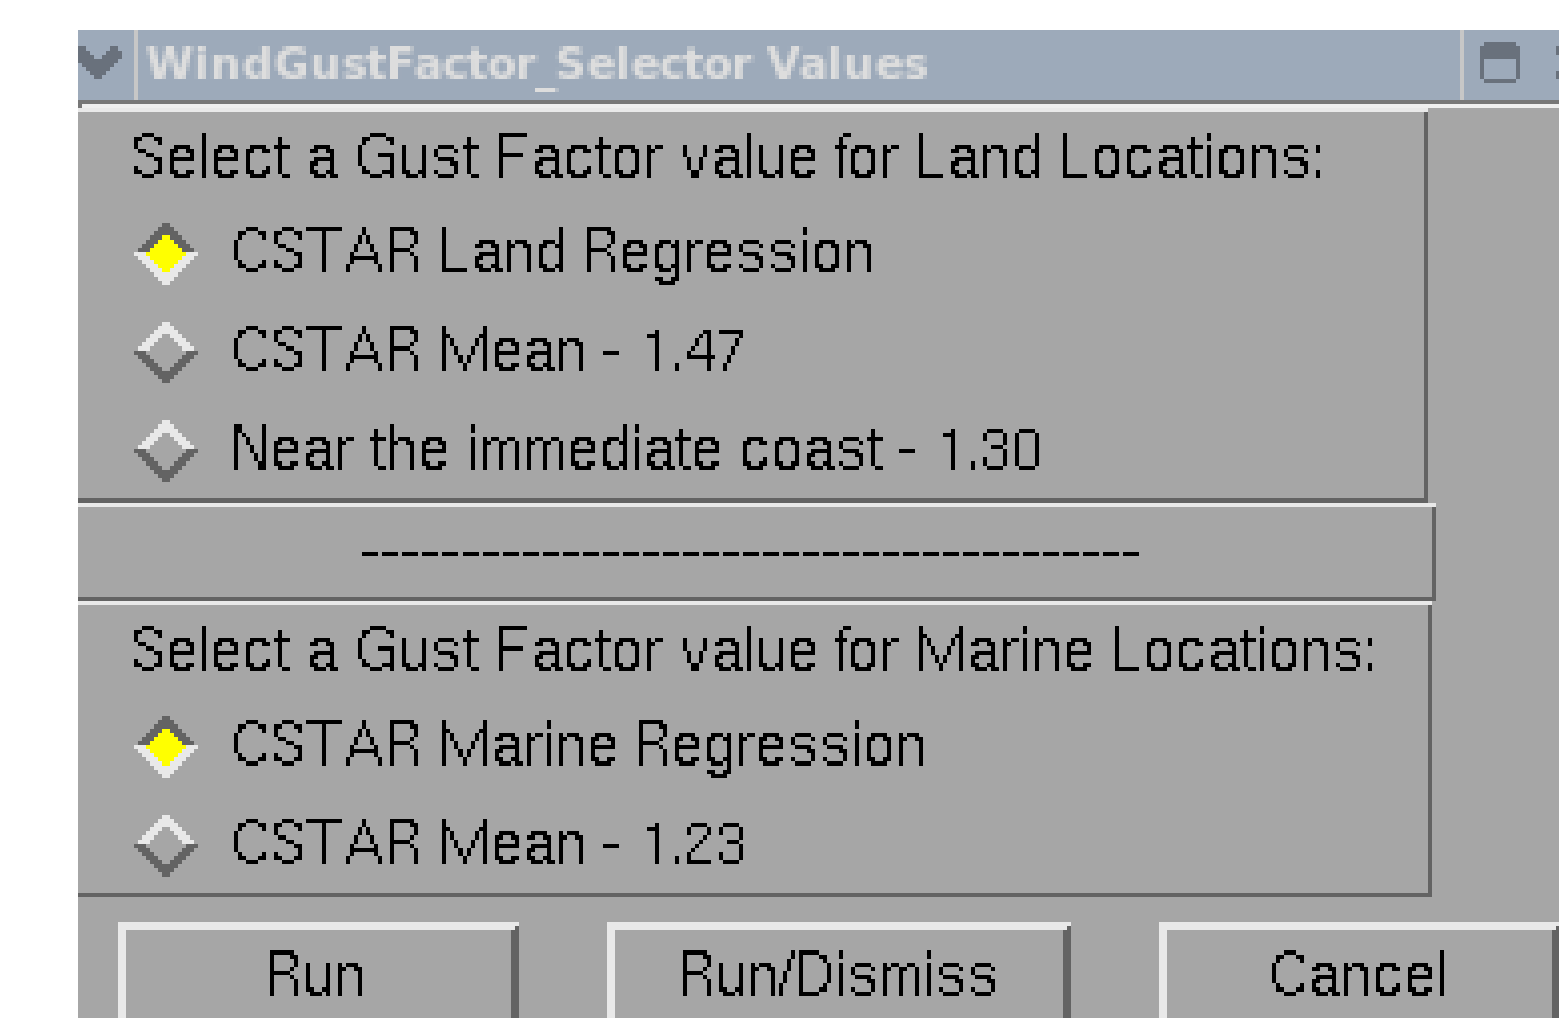 WindGustFactor_Selector Values
Select a Gust Factor value for Land Locations:
CSTAR Land Regression
CSTAR Mean - 1.47
Near the immediate coast - 1.30
--------------------------------------
Select a Gust Factor value for Marine Locations:
CSTAR Marine Regression
CSTAR Mean - 1.23
Run Run/Dismiss Cancel